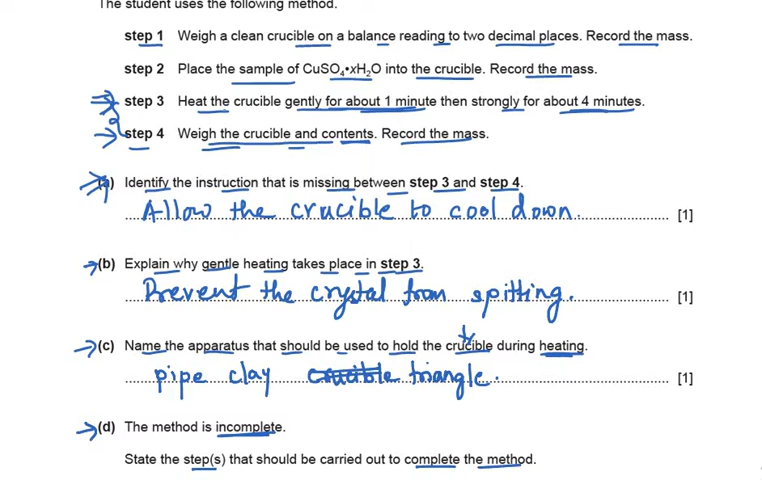 The student uses the following method.
step 1 Weigh a clean crucible on a balance reading to two decimal places. Record the mass.
step 2 Place the sample of CuSO₄•xH₂O into the crucible. Record the mass.
step 3 Heat the crucible gently for about 1 minute then strongly for about 4 minutes.
step 4 Weigh the crucible and contents. Record the mass.
(a) Identify the instruction that is missing between step 3 and step 4.
Allow the crucible to cool down. [1]
(b) Explain why gentle heating takes place in step 3.
Prevent the crystal from spitting. [1]
(c) Name the apparatus that should be used to hold the crucible during heating.
pipe clay triangle. [1]
(d) The method is incomplete.
State the step(s) that should be carried out to complete the method.